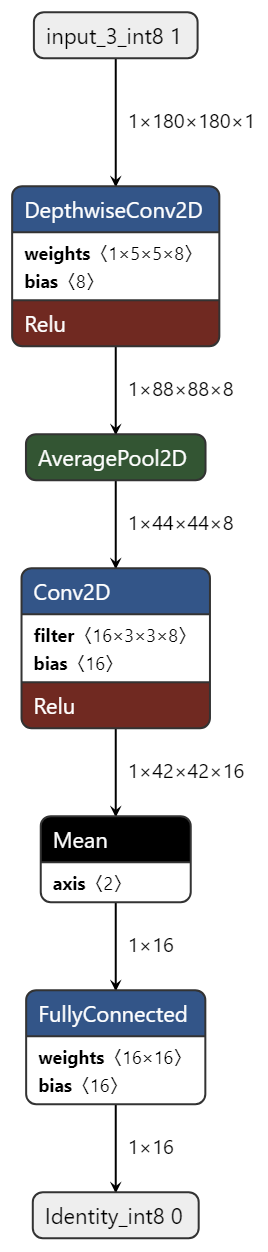 input_3_int8 1
1×180×180×1
DepthwiseConv2D
weights〈1×5×5×8〉
bias〈8〉
Relu
1×88×88×8
AveragePool2D
1×44×44×8
Conv2D
filter〈16×3×3×8〉
bias〈16〉
Relu
1×42×42×16
Mean
axis〈2〉
1×16
FullyConnected
weights〈16×16〉
bias〈16〉
1×16
Identity_int8 0